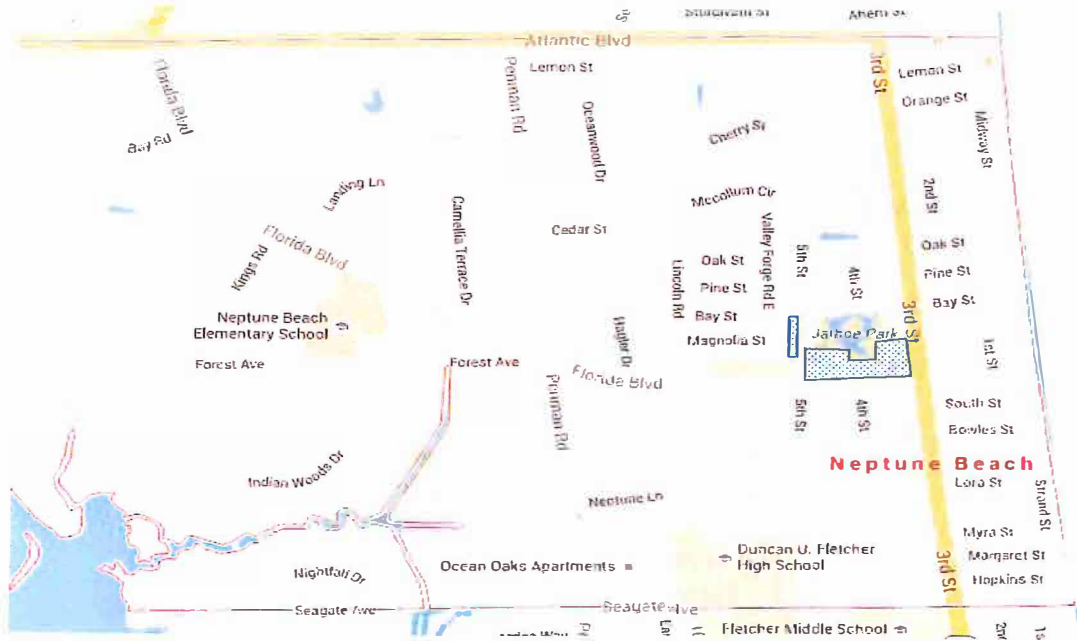 Atlantic Blvd
Lemon St
Florida Blvd
Penman Rd
3rd St
Lemon St
Orange St
Bay Rd
Oceanwood Dr
Cherry St
Midway St
Landing Ln
Mccollum Cir
2nd St
Camellia Terrace Dr
Cedar St
Valley Forge Rd E
Florida Blvd
Kings Rd
Oak St
5th St
Oak St
Lincoln Rd
4th St
Pine St
Pine St
Bay St
3rd St
Bay St
Neptune Beach
Elementary School
Hagler Dr
Magnolia St
Jarboe Park
1st St
Forest Ave
Forest Ave
Florida Blvd
Penman Rd
5th St
4th St
South St
Bowles St
Neptune Beach
Indian Woods Dr
Lora St
Neptune Ln
Strand St
Myra St
Duncan U. Fletcher
High School
Margaret St
Nightfall Dr
Ocean Oaks Apartments
3rd St
Hopkins St
Seagate Ave
Seagate Ave
Fletcher Middle School